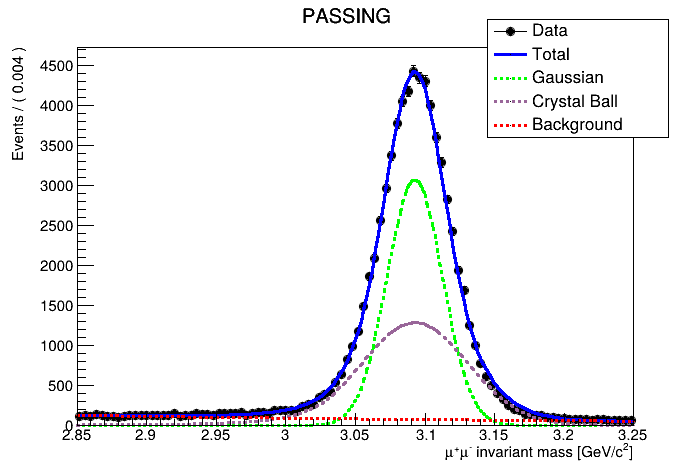 PASSING
Data
Total
Gaussian
Crystal Ball
Background
Events / ( 0.004 )
4500
4000
3500
3000
2500
2000
1500
1000
500
0
2.85 2.9 2.95 3 3.05 3.1 3.15 3.2 3.25
μ⁺μ⁻ invariant mass [GeV/c²]